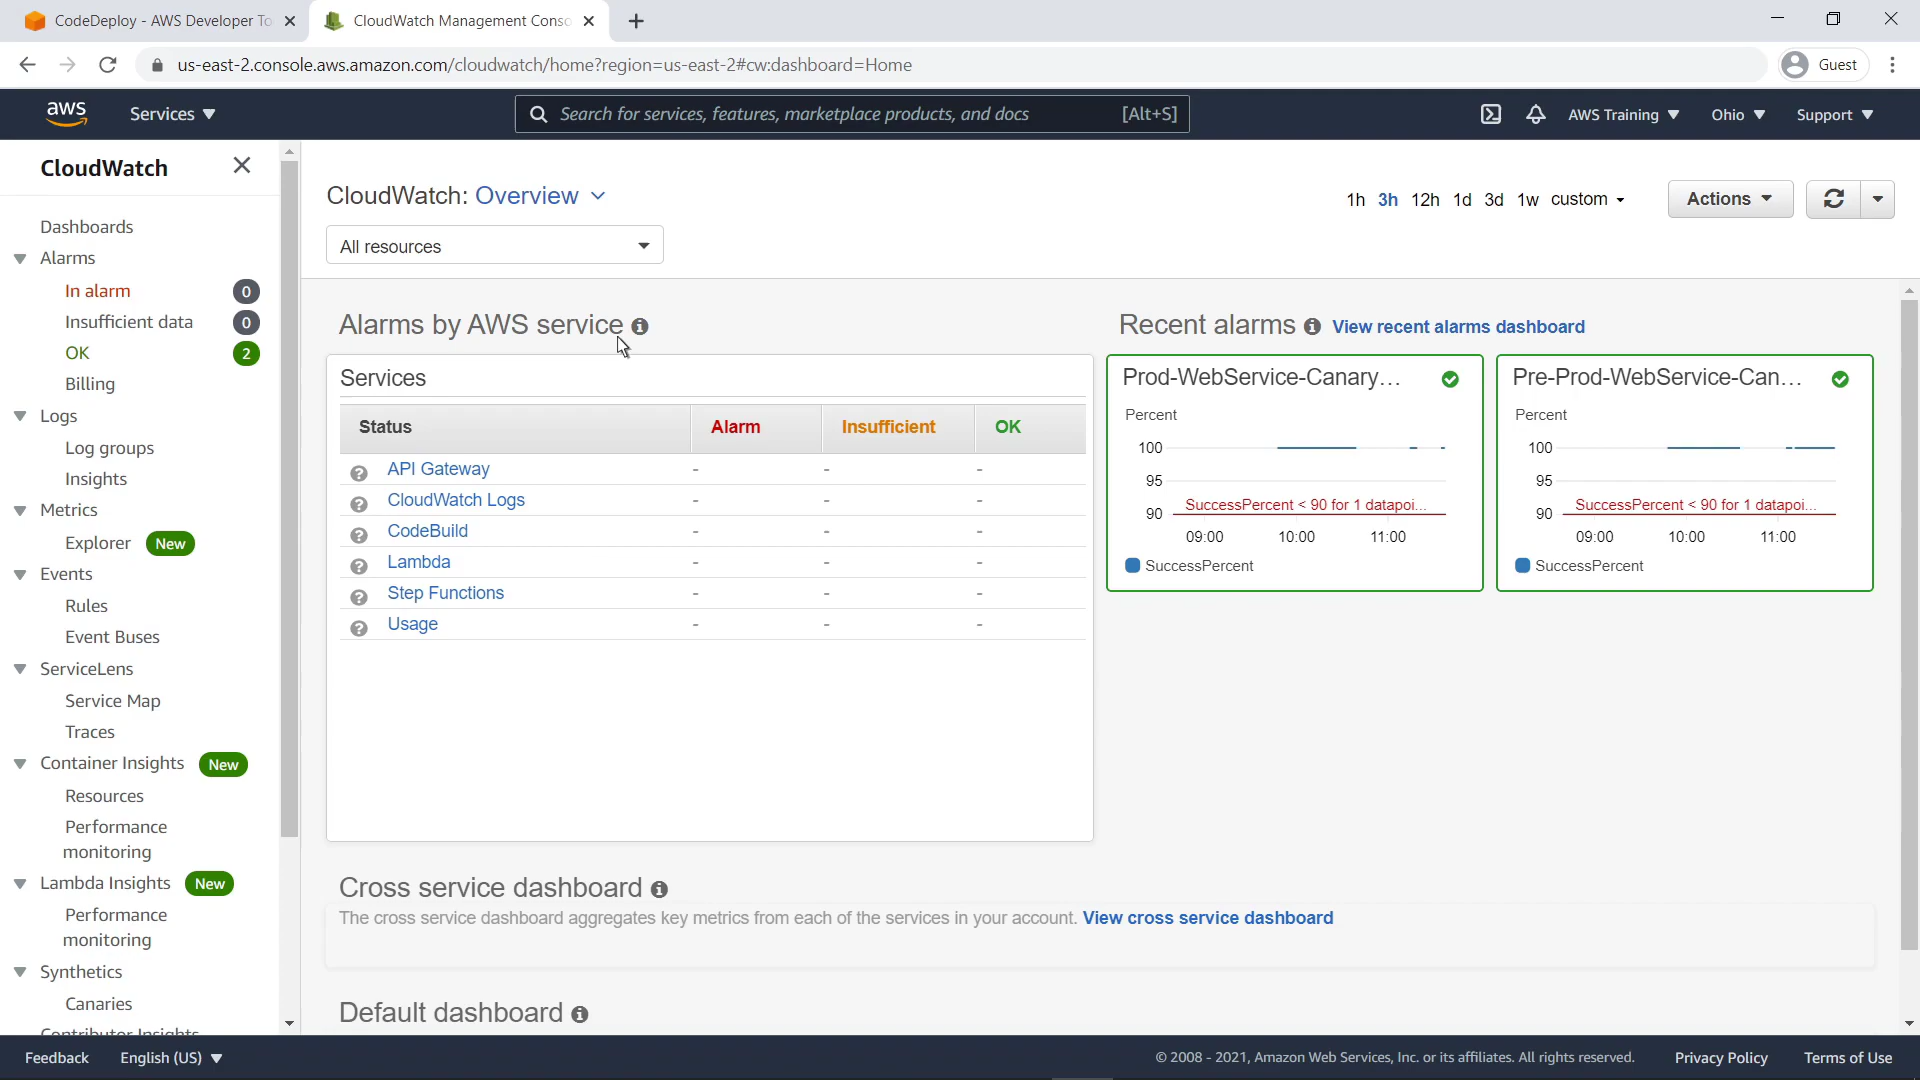 CodeDeploy - AWS Developer To
CloudWatch Management Conso
us-east-2.console.aws.amazon.com/cloudwatch/home?region=us-east-2#cw:dashboard=Home
Guest
aws
Services
Search for services, features, marketplace products, and docs [Alt+S]
AWS Training
Ohio
Support
CloudWatch
Dashboards
Alarms
In alarm 0
Insufficient data 0
OK 2
Billing
Logs
Log groups
Insights
Metrics
Explorer New
Events
Rules
Event Buses
ServiceLens
Service Map
Traces
Container Insights New
Resources
Performance
monitoring
Lambda Insights New
Performance
monitoring
Synthetics
Canaries
Contributor Insights
CloudWatch: Overview
1h 3h 12h 1d 3d 1w custom
Actions
All resources
Alarms by AWS service
Services
Status Alarm Insufficient OK
API Gateway - - -
CloudWatch Logs - - -
CodeBuild - - -
Lambda - - -
Step Functions - - -
Usage - - -
Recent alarms View recent alarms dashboard
Prod-WebService-Canary...
Percent
100
95
SuccessPercent < 90 for 1 datapoi...
90
09:00 10:00 11:00
SuccessPercent
Pre-Prod-WebService-Can...
Percent
100
95
SuccessPercent < 90 for 1 datapoi...
90
09:00 10:00 11:00
SuccessPercent
Cross service dashboard
The cross service dashboard aggregates key metrics from each of the services in your account. View cross service dashboard
Default dashboard
Feedback
English (US)
© 2008 - 2021, Amazon Web Services, Inc. or its affiliates. All rights reserved.
Privacy Policy
Terms of Use